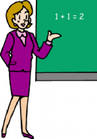 1 + 1 = 2